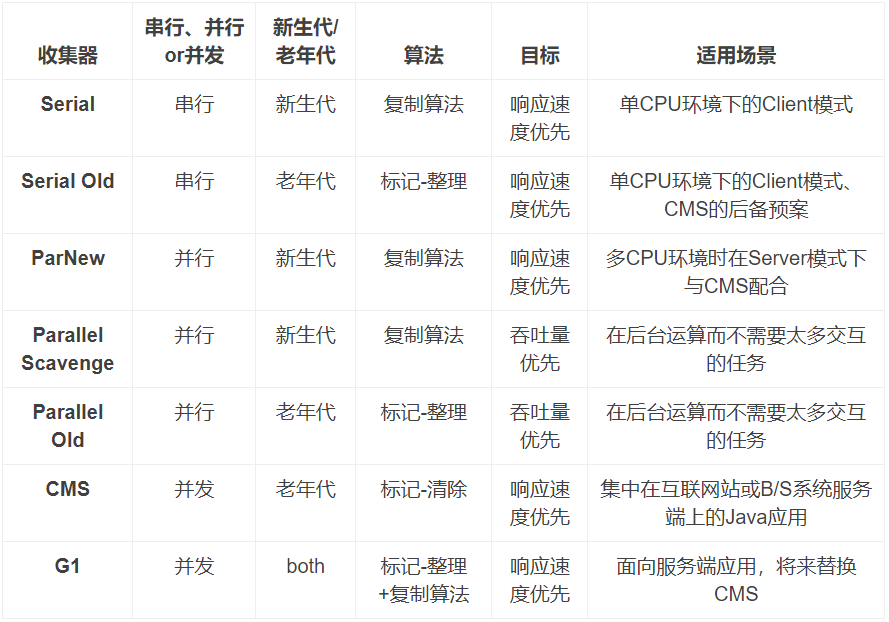 收集器
串行、并行
or并发
新生代/
老年代
算法
目标
适用场景
Serial
串行
新生代
复制算法
响应速
度优先
单CPU环境下的Client模式
Serial Old
串行
老年代
标记-整理
响应速
度优先
单CPU环境下的Client模式、
CMS的后备预案
ParNew
并行
新生代
复制算法
响应速
度优先
多CPU环境时在Server模式下
与CMS配合
Parallel
Scavenge
并行
新生代
复制算法
吞吐量
优先
在后台运算而不需要太多交互
的任务
Parallel
Old
并行
老年代
标记-整理
吞吐量
优先
在后台运算而不需要太多交互
的任务
CMS
并发
老年代
标记-清除
响应速
度优先
集中在互联网站或B/S系统服务
端上的Java应用
G1
并发
both
标记-整理
+复制算法
响应速
度优先
面向服务端应用，将来替换
CMS